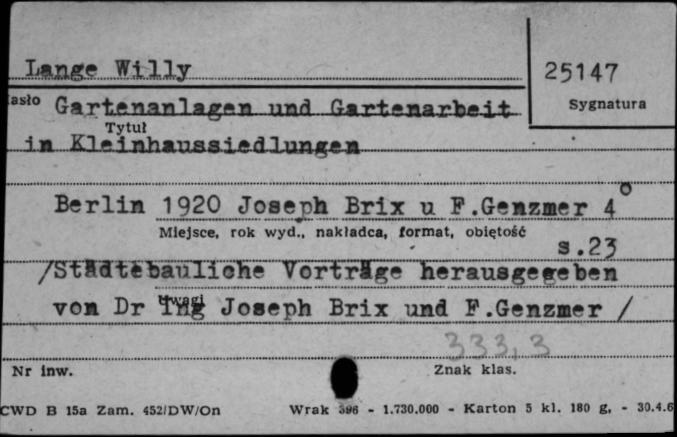 Lange Willy
25147
asło Gartenanlagen und Gartenarbeit
Sygnatura
Tytuł
in Kleinhaussiedlungen
Berlin 1920 Joseph Brix u F.Genzmer 4°
Miejsce, rok wyd., nakładca, format, objętość
s.23
/Städtebauliche Vorträge herausgegeben
Uwagi
von Dr Ing Joseph Brix und F.Genzmer /
333,3
Nr inw.
Znak klas.
CWD B 15a Zam. 452/DW/On Wrak 396 - 1.730.000 - Karton 5 kl. 180 g. - 30.4.6